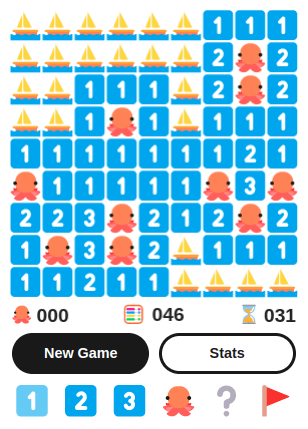 1 1 1
2 2
1 1 1 2 2
1 1 1 1 1
1 1 1 1 1 1 1 2 1
1 1 1 1 1 3
2 2 3 2 1 2 2
1 3 2 1 1 1
1 1 2 1 1
000 046 031
New Game Stats
1 2 3 ?